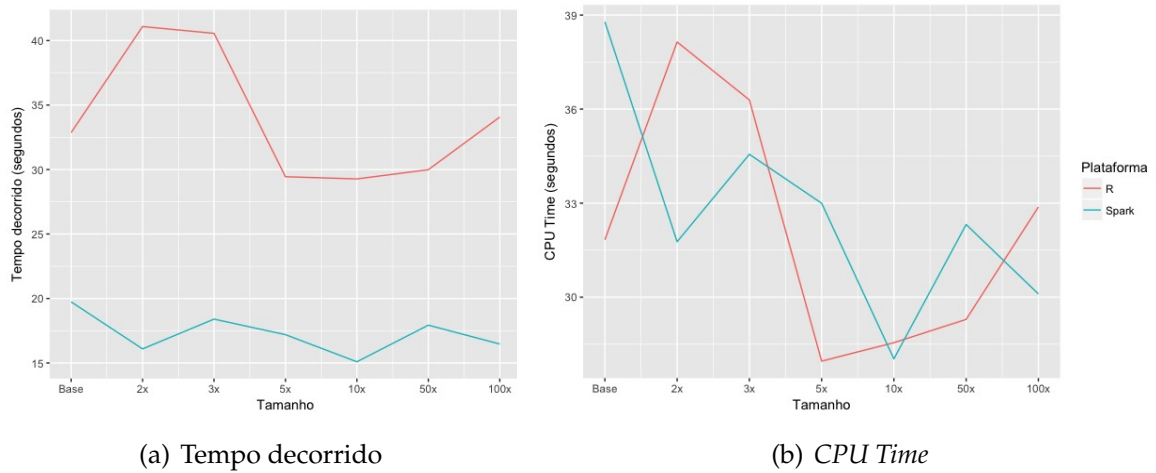 40
35
30
25
20
15
Tempo decorrido (segundos)
Base 2x 3x 5x 10x 50x 100x
Tamanho
(a) Tempo decorrido
39
36
33
30
CPU Time (segundos)
Base 2x 3x 5x 10x 50x 100x
Tamanho
Plataforma
R
Spark
(b) CPU Time